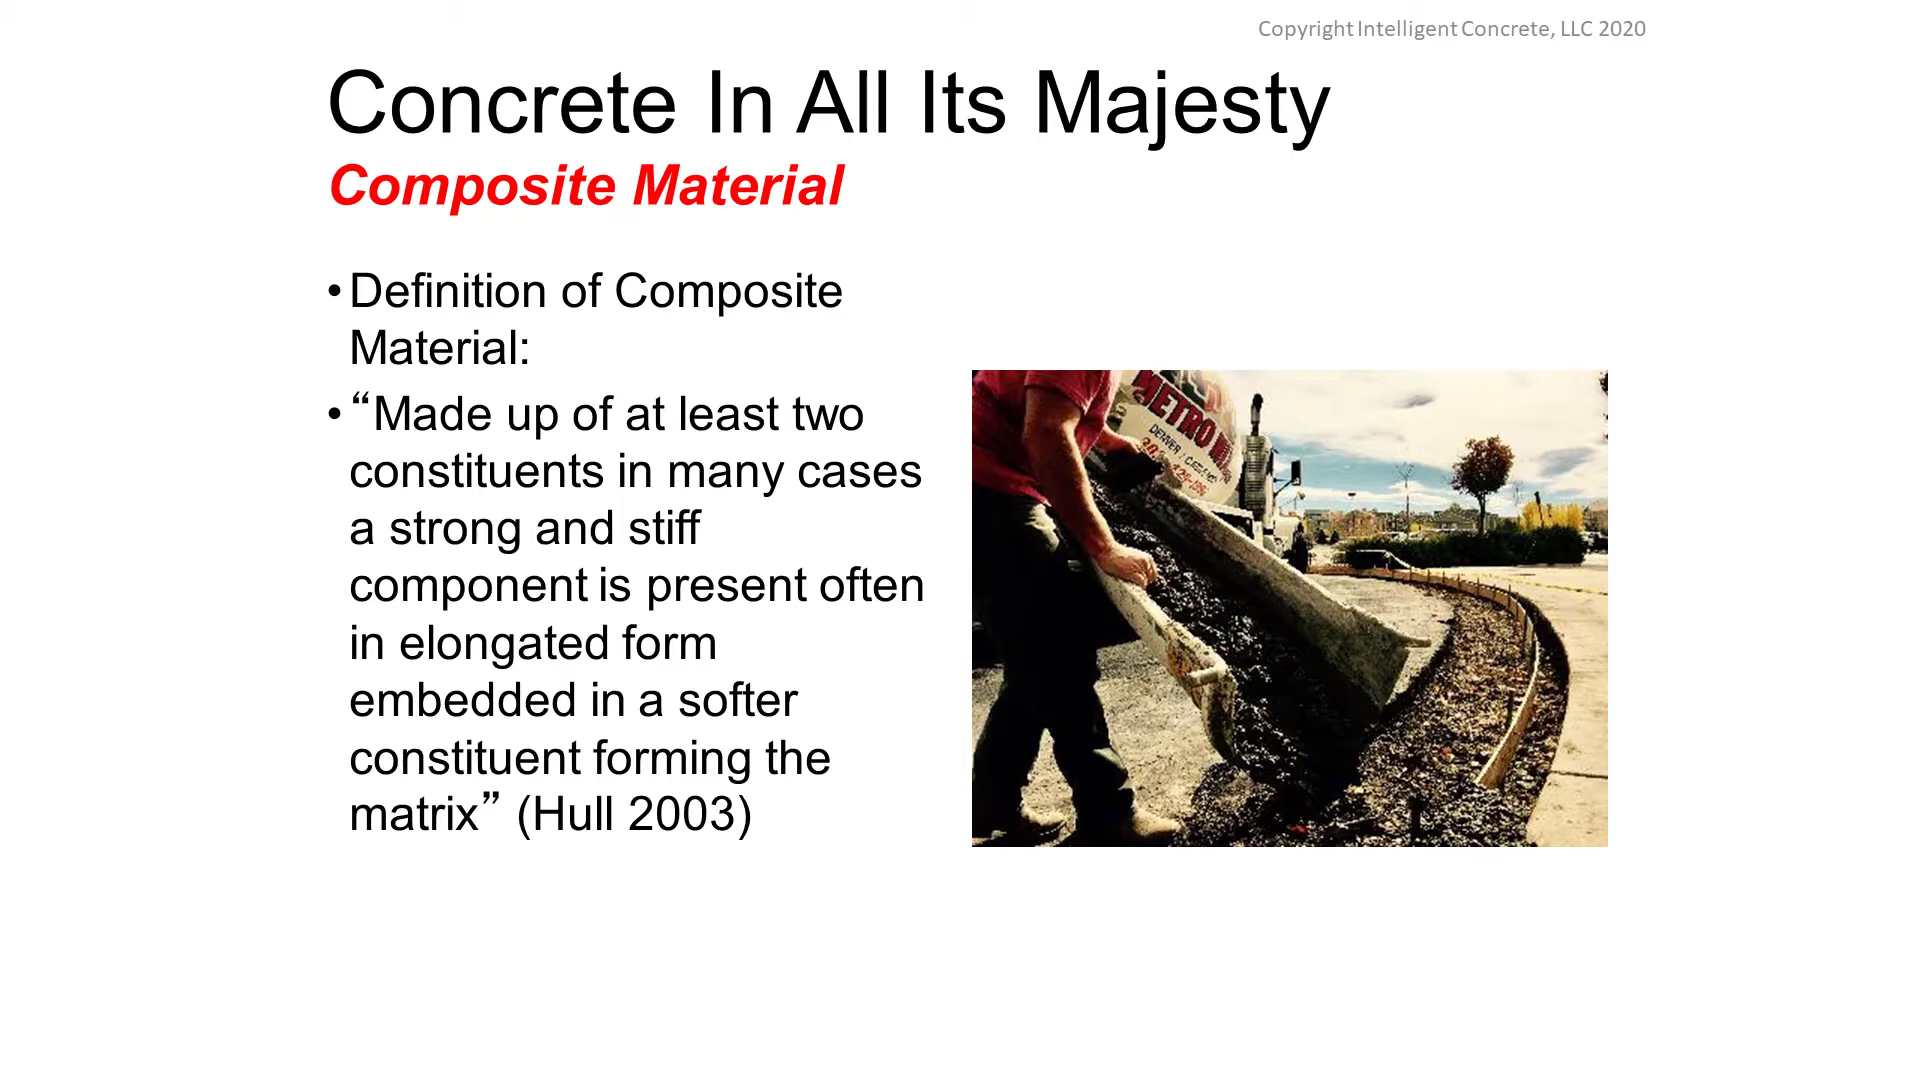 Copyright Intelligent Concrete, LLC 2020
Concrete In All Its Majesty
Composite Material
• Definition of Composite
Material:
• “Made up of at least two
constituents in many cases
a strong and stiff
component is present often
in elongated form
embedded in a softer
constituent forming the
matrix” (Hull 2003)
METRO
DENVER